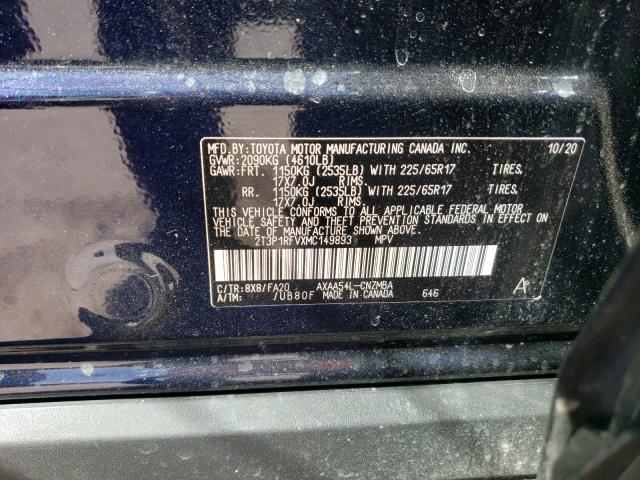 MFD.BY:TOYOTA MOTOR MANUFACTURING CANADA INC. 10/20
GVWR:2090KG (4610LB)
GAWR:FRT. 1150KG (2535LB) WITH 225/65R17 TIRES.
17X7.0J RIMS.
RR. 1150KG (2535LB) WITH 225/65R17 TIRES.
17X7.0J RIMS.
THIS VEHICLE CONFORMS TO ALL APPLICABLE FEDERAL MOTOR
VEHICLE SAFETY AND THEFT PREVENTION STANDARDS IN EFFECT ON
THE DATE OF MANUFACTURE SHOWN ABOVE.
2T3P1RFVXMC149893 MPV
C/TR:8X8/FA20 AXAA54L-CNZMBA A
A/TM: /UB80F MADE IN CANADA 646